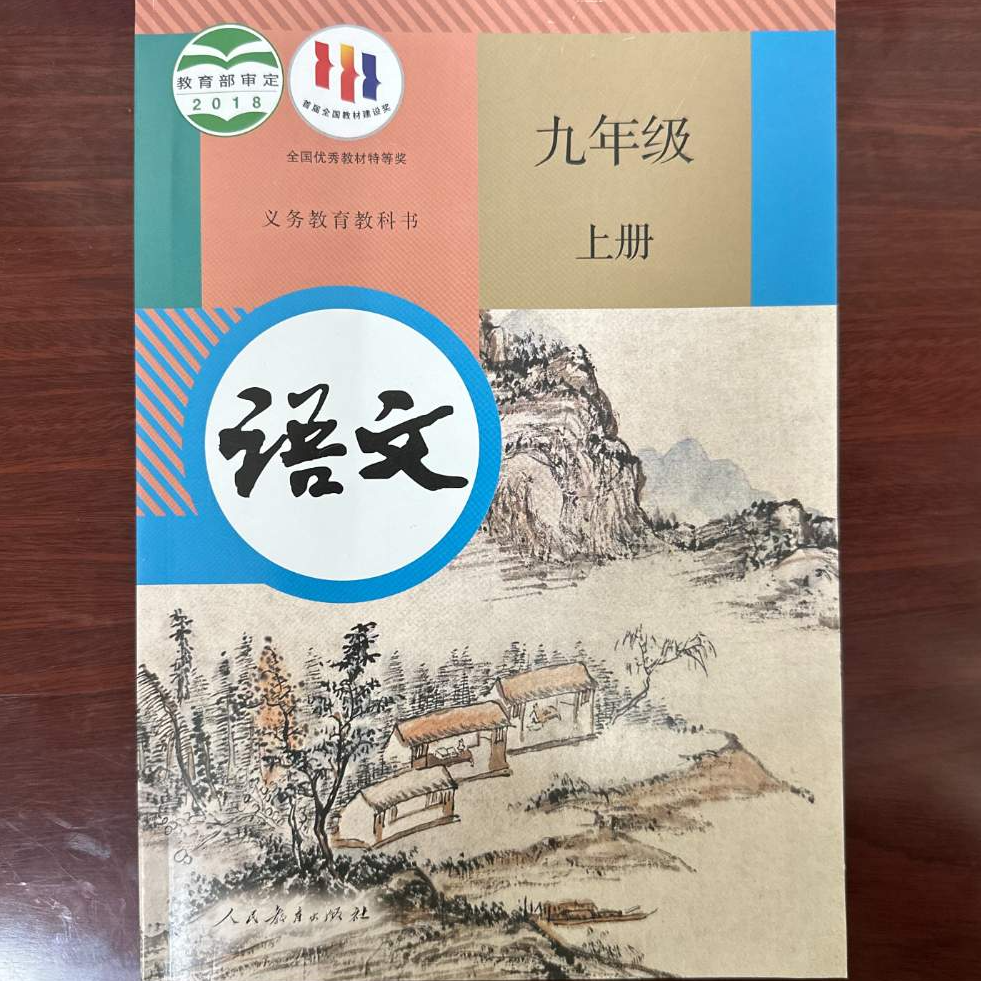 教育部审定
2018
首届全国教材建设奖
全国优秀教材特等奖
义务教育教科书
九年级
上册
语文
人民教育出版社